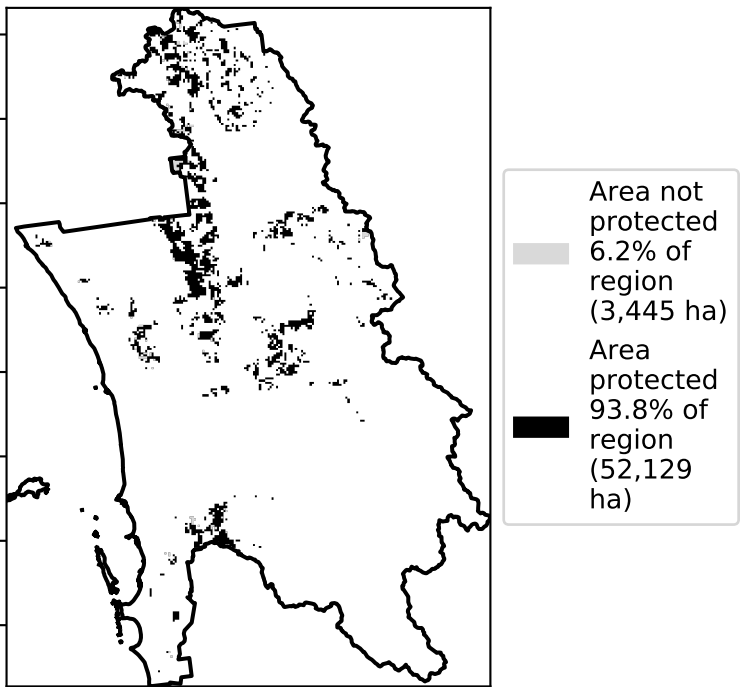 Area not
protected
6.2% of
region
(3,445 ha)
Area
protected
93.8% of
region
(52,129
ha)